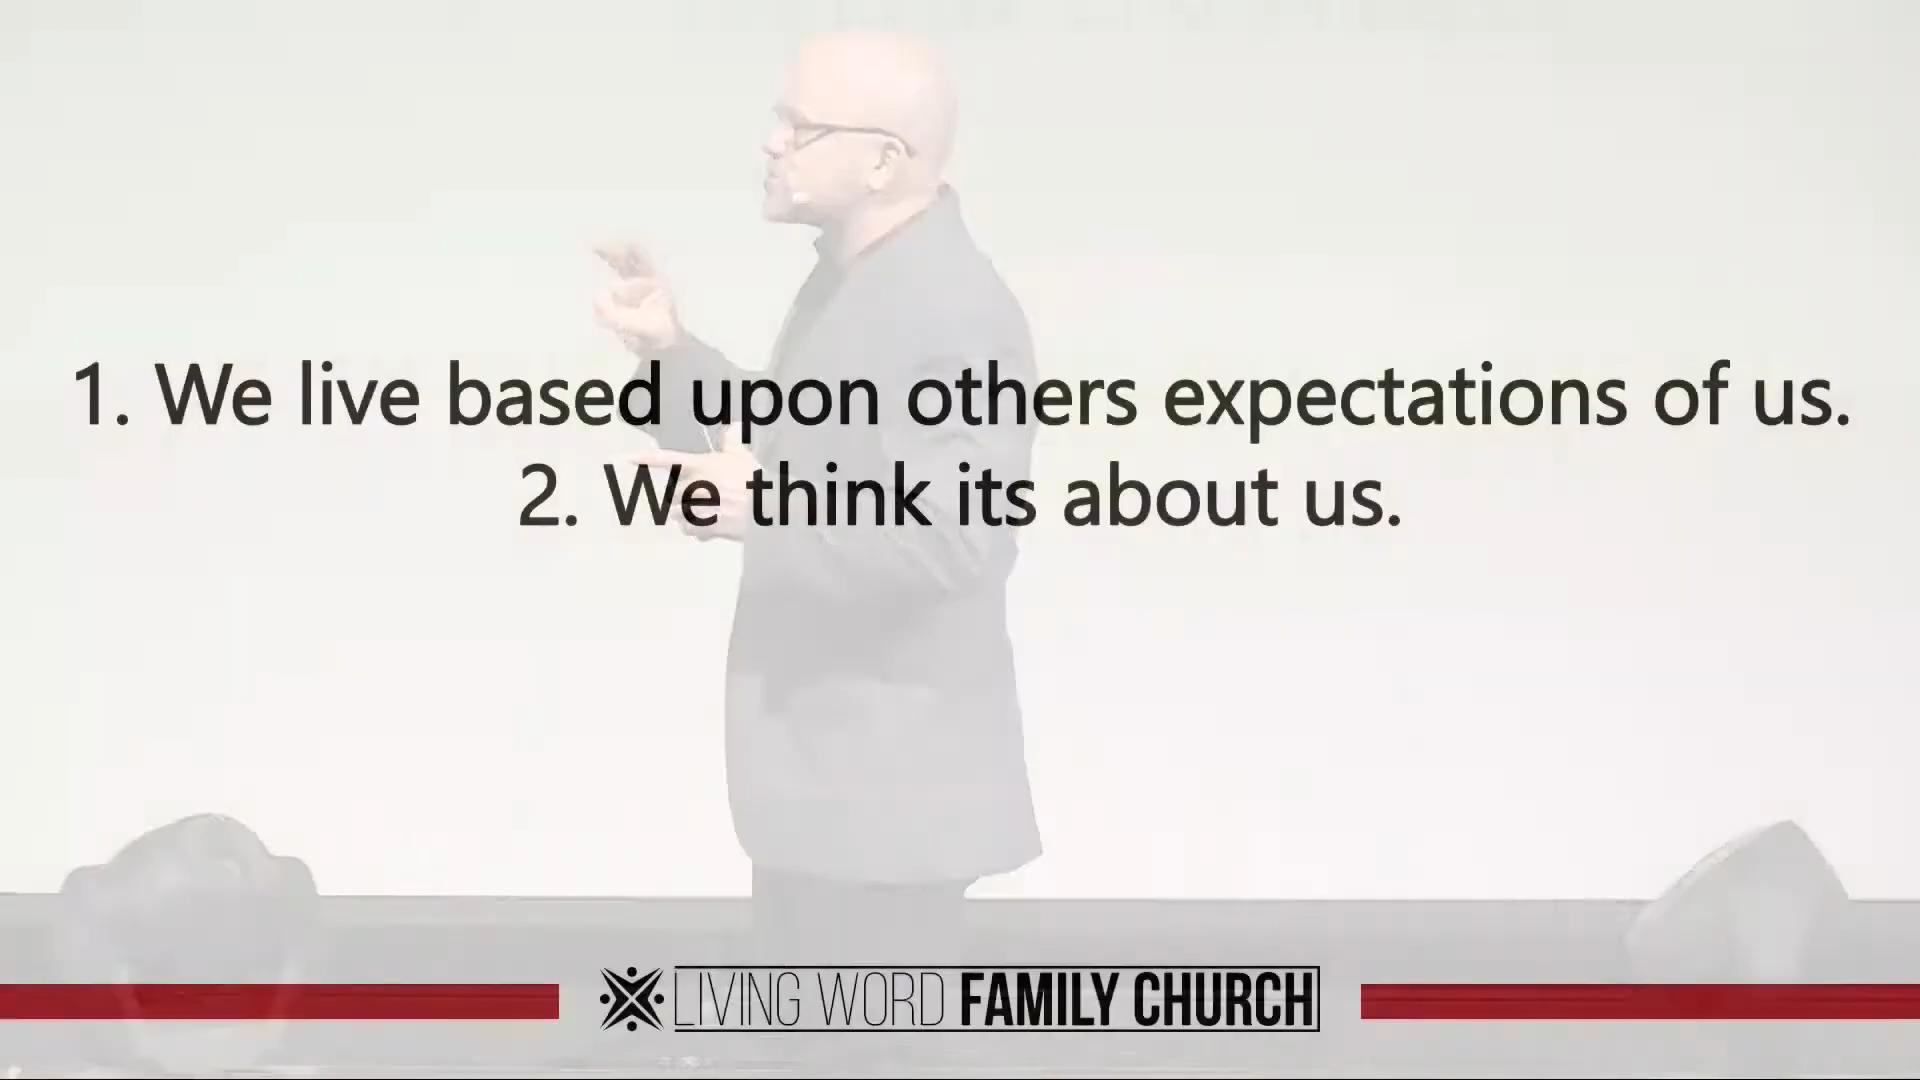 1. We live based upon others expectations of us.
2. We think its about us.
LIVING WORD FAMILY CHURCH